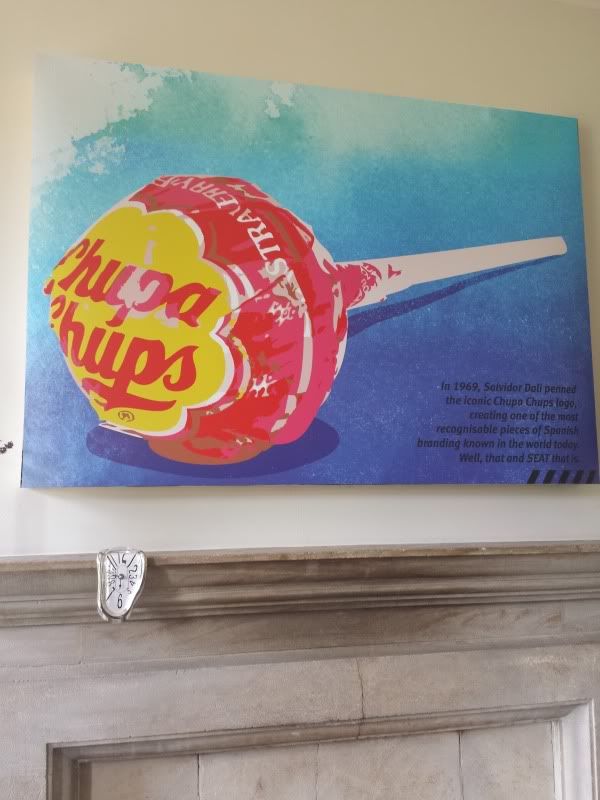 STRAWBERRY
Chupa
Chups
In 1969, Salvidor Dali penned
the iconic Chupa Chups logo,
creating one of the most
recognisable pieces of Spanish
branding known in the world today.
Well, that and SEAT that is.
6